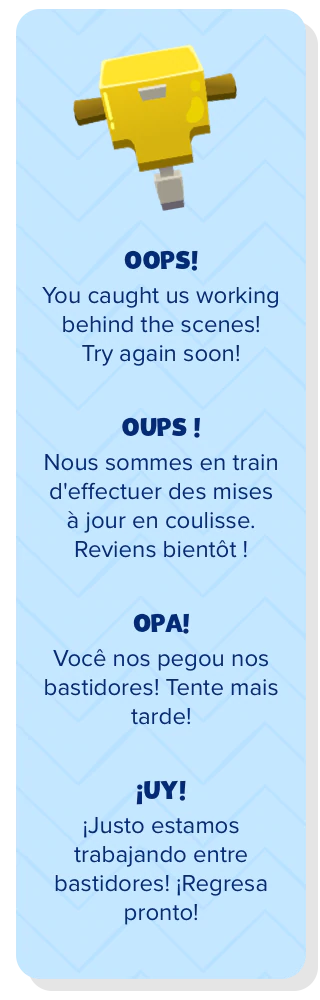 OOPS!
You caught us working
behind the scenes!
Try again soon!
OUPS !
Nous sommes en train
d'effectuer des mises
à jour en coulisse.
Reviens bientôt !
OPA!
Você nos pegou nos
bastidores! Tente mais
tarde!
¡UY!
¡Justo estamos
trabajando entre
bastidores! ¡Regresa
pronto!